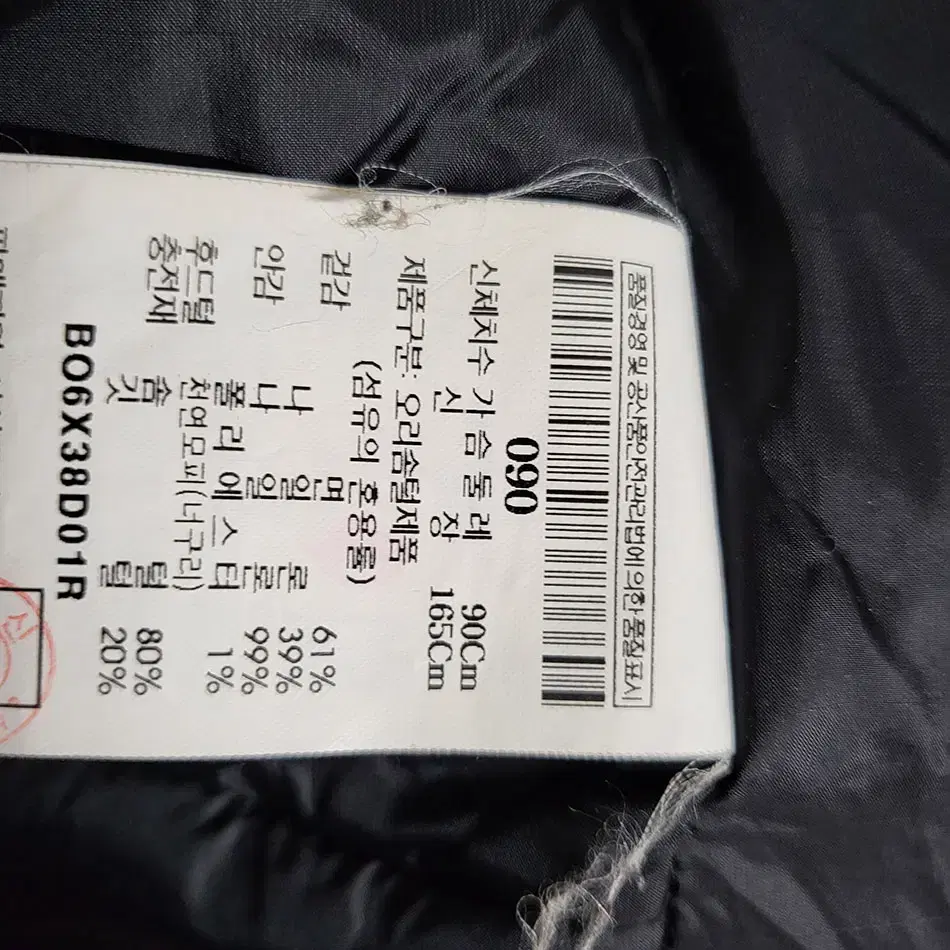 품질경영 및 공산품안전관리법에 의한 품질표시
090
신체치수 가슴둘레 90Cm
신 장 165Cm
제품구분: 오리솜털제품
(섬유의 혼용률)
겉감 면 61%
나 일 론 39%
안감 나 일 론 99%
폴 리 에 스 터 1%
후드털 천연모피(너구리)
충전재 솜 털 80%
깃 털 20%
BO6X38D01R